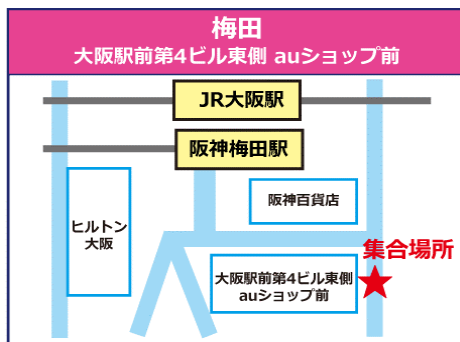 梅田
大阪駅前第4ビル東側 auショップ前
JR大阪駅
阪神梅田駅
阪神百貨店
ヒルトン
大阪
集合場所
大阪駅前第4ビル東側
auショップ前